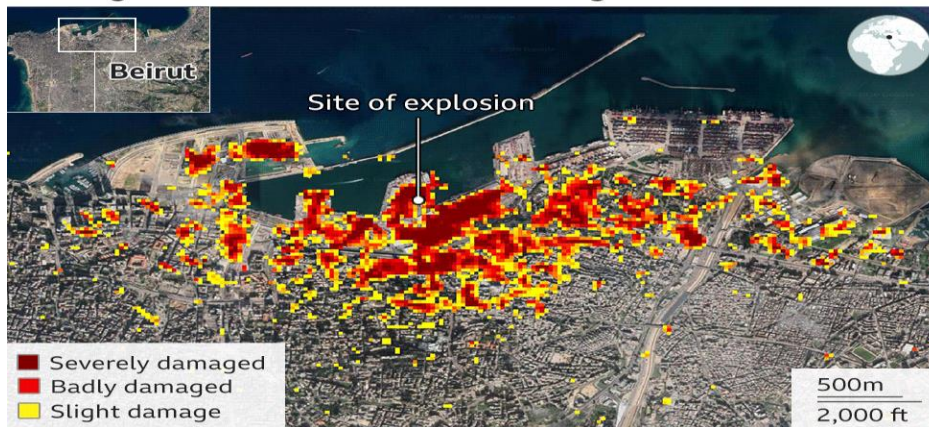 Beirut
Site of explosion
Severely damaged
Badly damaged
Slight damage
500m
2,000 ft